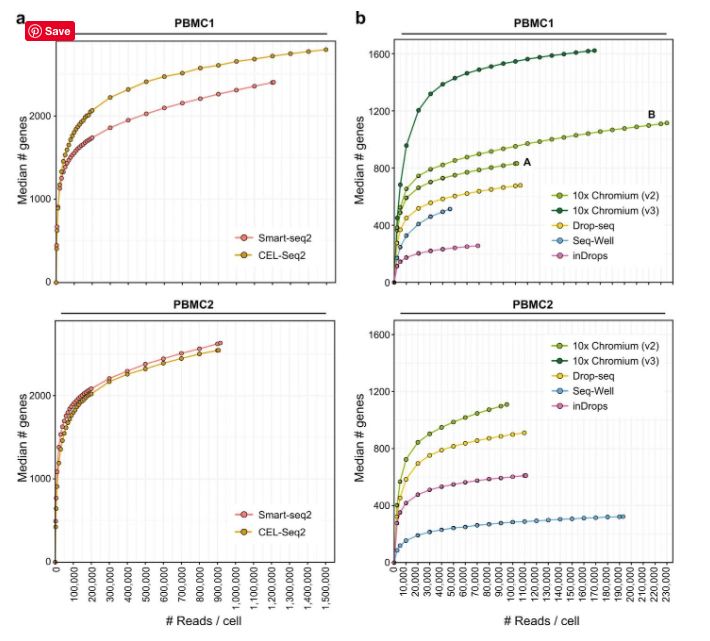 a
Save
PBMC1
Median # genes
2000
1000
0
Smart-seq2
CEL-Seq2
b
PBMC1
Median # genes
1600
1200
800
400
0
B
A
10x Chromium (v2)
10x Chromium (v3)
Drop-seq
Seq-Well
inDrops
PBMC2
Median # genes
2000
1000
0
Smart-seq2
CEL-Seq2
0
100,000
200,000
300,000
400,000
500,000
600,000
700,000
800,000
900,000
1,000,000
1,100,000
1,200,000
1,300,000
1,400,000
1,500,000
# Reads / cell
PBMC2
Median # genes
1600
1200
800
400
0
10x Chromium (v2)
10x Chromium (v3)
Drop-seq
Seq-Well
inDrops
0
10,000
20,000
30,000
40,000
50,000
60,000
70,000
80,000
90,000
100,000
110,000
120,000
130,000
140,000
150,000
160,000
170,000
180,000
190,000
200,000
210,000
220,000
230,000
# Reads / cell